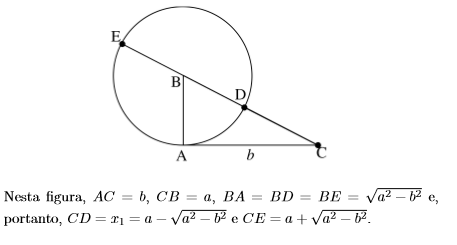 E
B
D
A
b
C
Nesta figura, AC = b, CB = a, BA = BD = BE = √(a² − b²) e,
portanto, CD = x₁ = a − √(a² − b²) e CE = a + √(a² − b²).